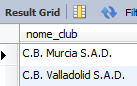 Result Grid
nome_club
C.B. Murcia S.A.D.
C.B. Valladolid S.A.D.